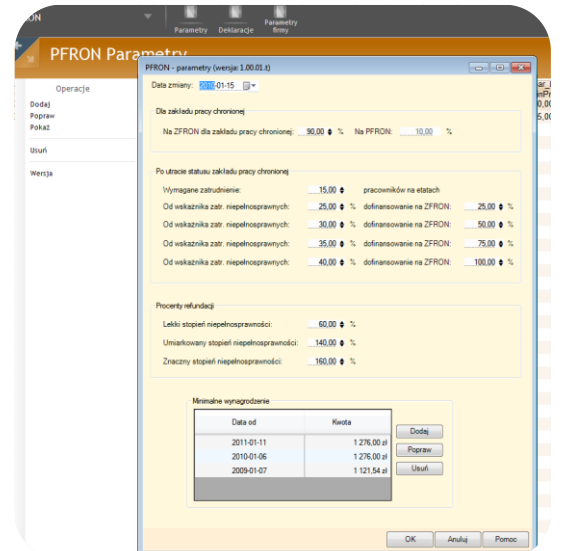 RON
Parametry Deklaracje Parametry
firmy
PFRON Parametry
Operacje
Dodaj
Popraw
Pokaż
Usuń
Wersja
PFRON - parametry (wersja: 1.00.01.t)
Data zmiany: 2010-01-15
Dla zakładu pracy chronionej
Na ZFRON dla zakładu pracy chronionej: 90,00 % Na PFRON: 10,00 %
Po utracie statusu zakładu pracy chronionej
Wymagane zatrudnienie: 15,00 pracowników na etatach
Od wskaźnika zatr. niepełnosprawnych: 25,00 % dofinansowanie na ZFRON: 25,00 %
Od wskaźnika zatr. niepełnosprawnych: 30,00 % dofinansowanie na ZFRON: 50,00 %
Od wskaźnika zatr. niepełnosprawnych: 35,00 % dofinansowanie na ZFRON: 75,00 %
Od wskaźnika zatr. niepełnosprawnych: 40,00 % dofinansowanie na ZFRON: 100,00 %
Procenty refundacji
Lekki stopień niepełnosprawności: 60,00 %
Umiarkowany stopień niepełnosprawności: 140,00 %
Znaczny stopień niepełnosprawności: 160,00 %
Minimalne wynagrodzenie
Data od Kwota
2011-01-11 1 276,00 zł
2010-01-06 1 276,00 zł
2009-01-07 1 121,54 zł
Dodaj
Popraw
Usuń
OK Anuluj Pomoc